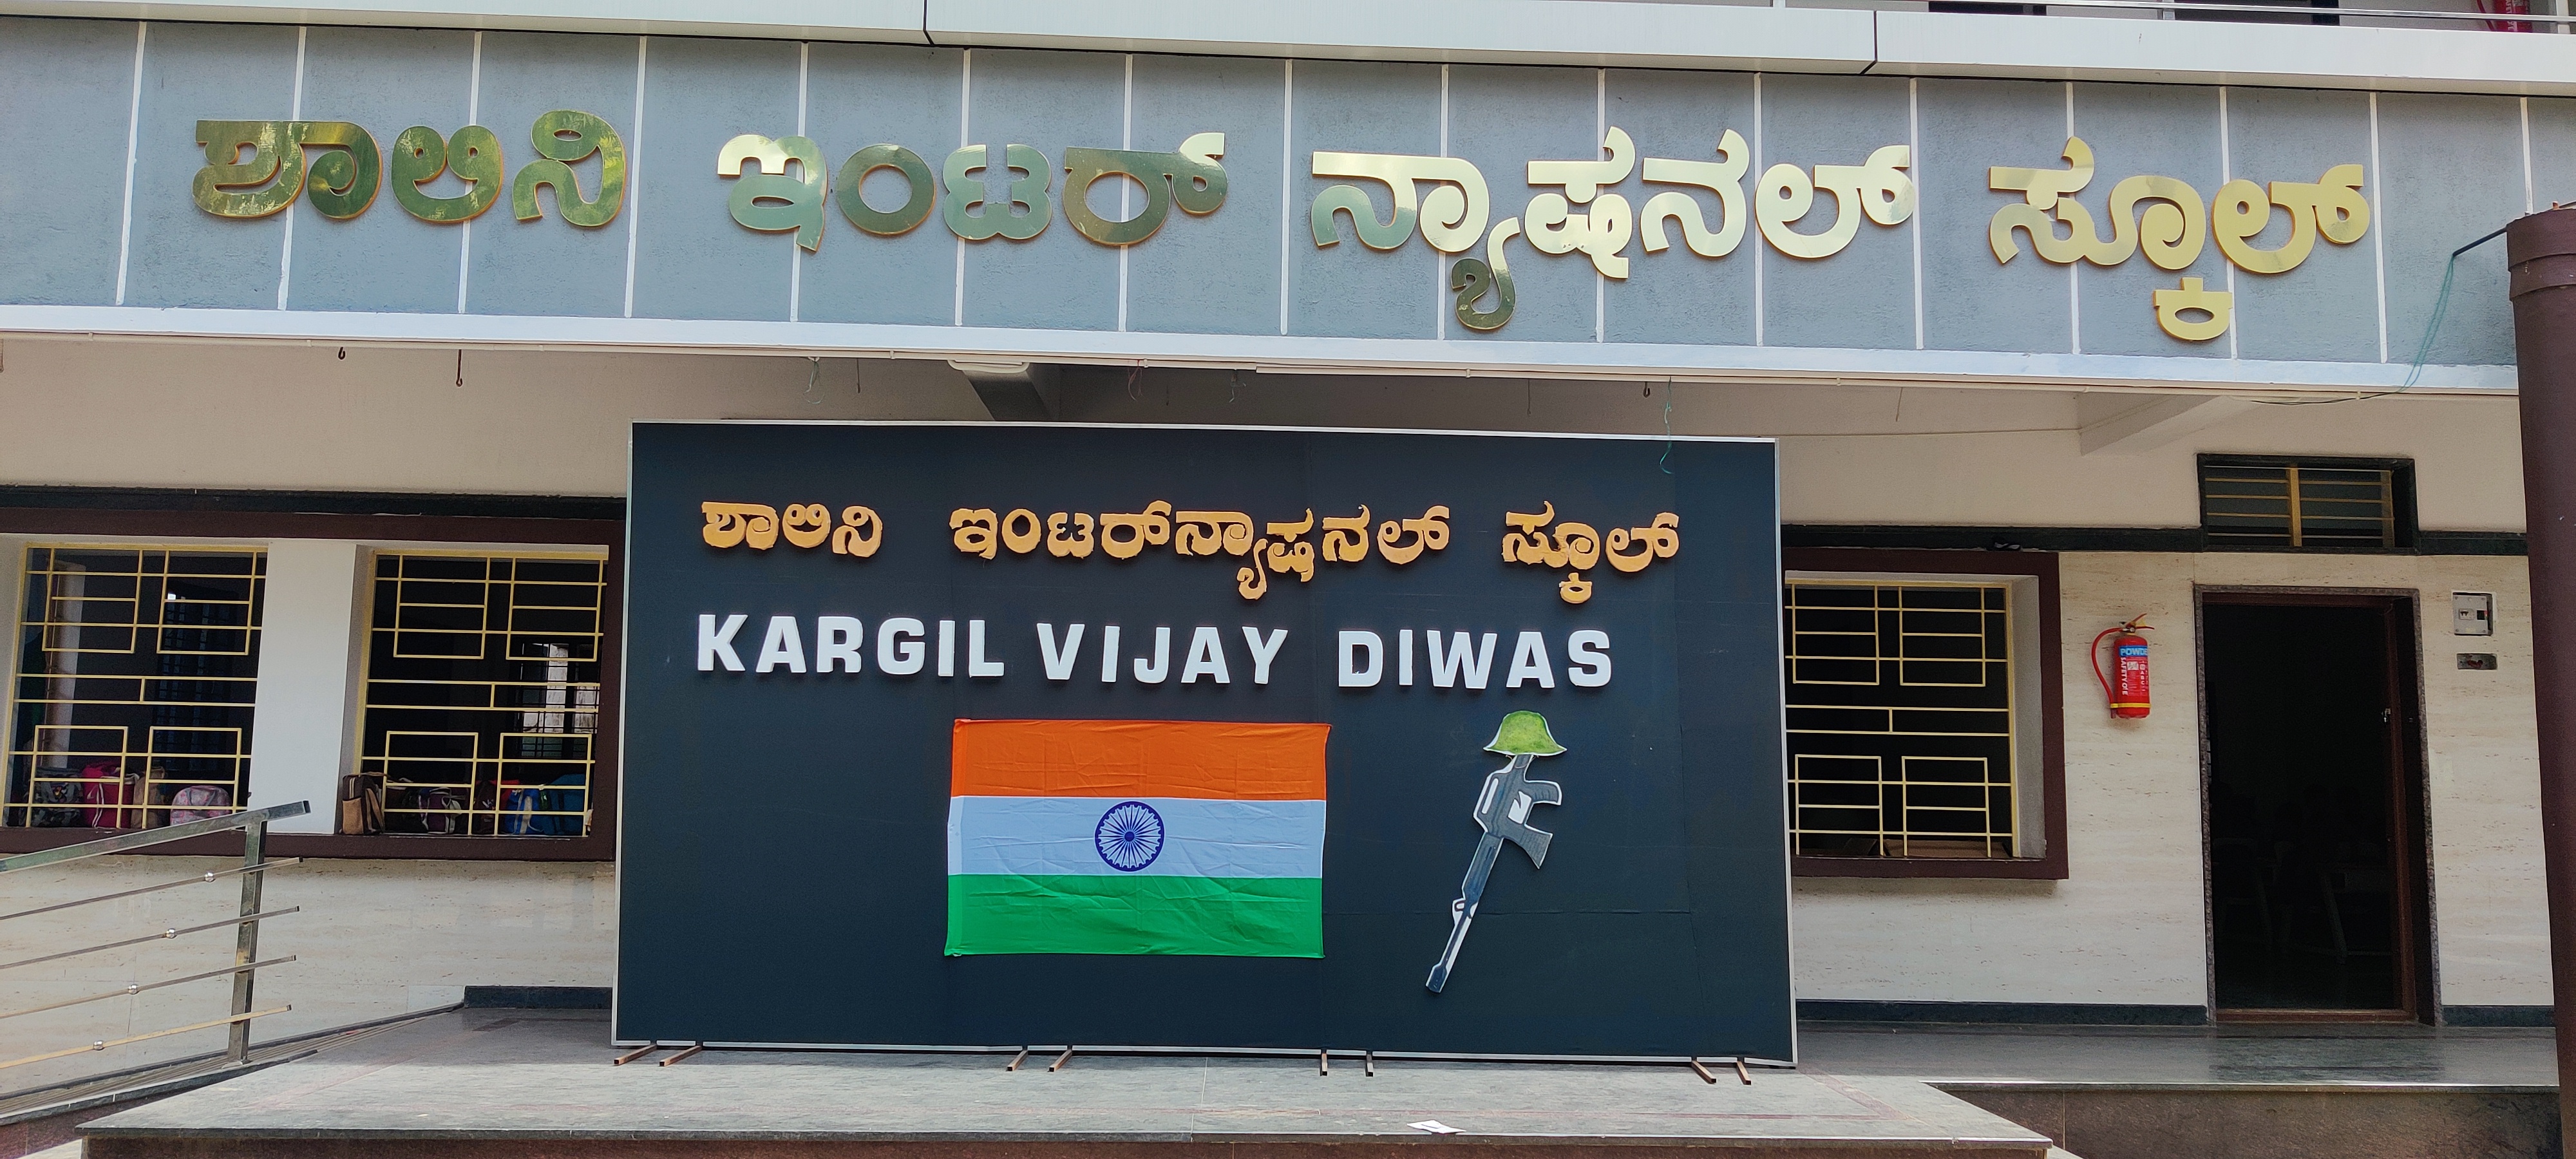 ಶಾಲಿನಿ ಇಂಟರ್ ನ್ಯಾಷನಲ್ ಸ್ಕೂಲ್
ಶಾಲಿನಿ ಇಂಟರ್‌ನ್ಯಾಷನಲ್ ಸ್ಕೂಲ್
KARGIL VIJAY DIWAS